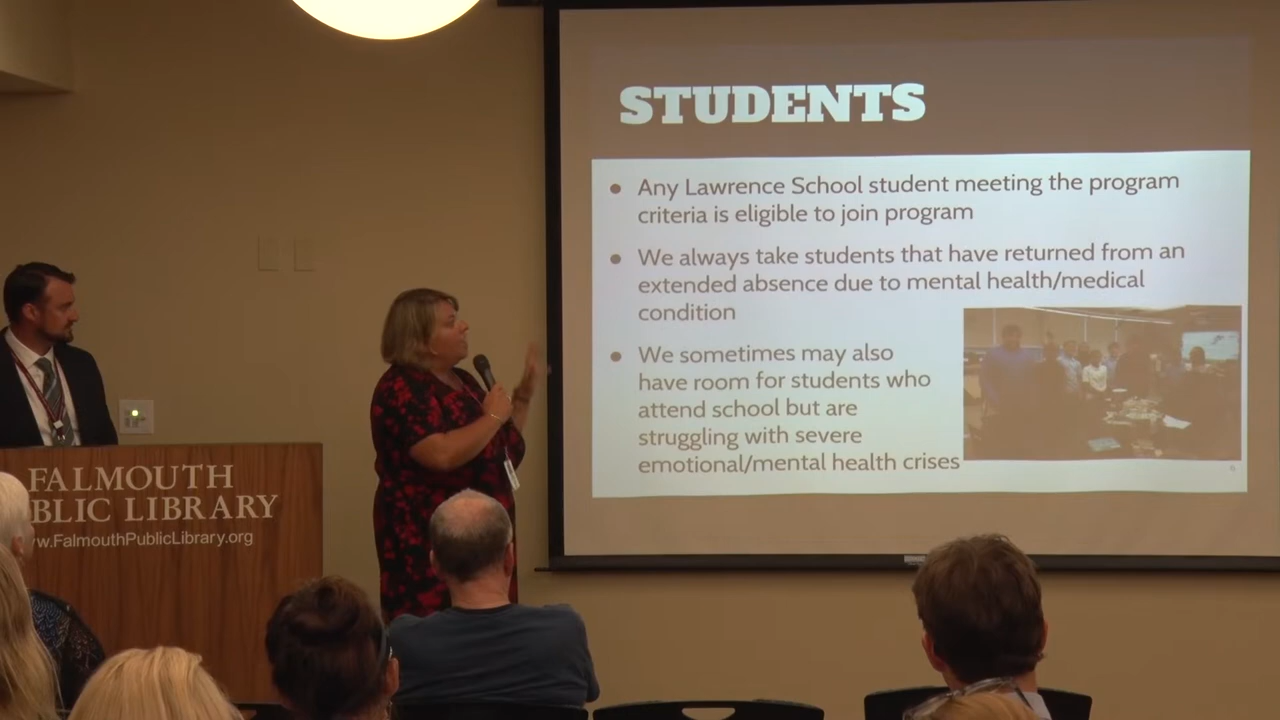 STUDENTS
● Any Lawrence School student meeting the program
criteria is eligible to join program
● We always take students that have returned from an
extended absence due to mental health/medical
condition
● We sometimes may also
have room for students who
attend school but are
struggling with severe
emotional/mental health crises
FALMOUTH
BLIC LIBRARY
w.FalmouthPublicLibrary.org